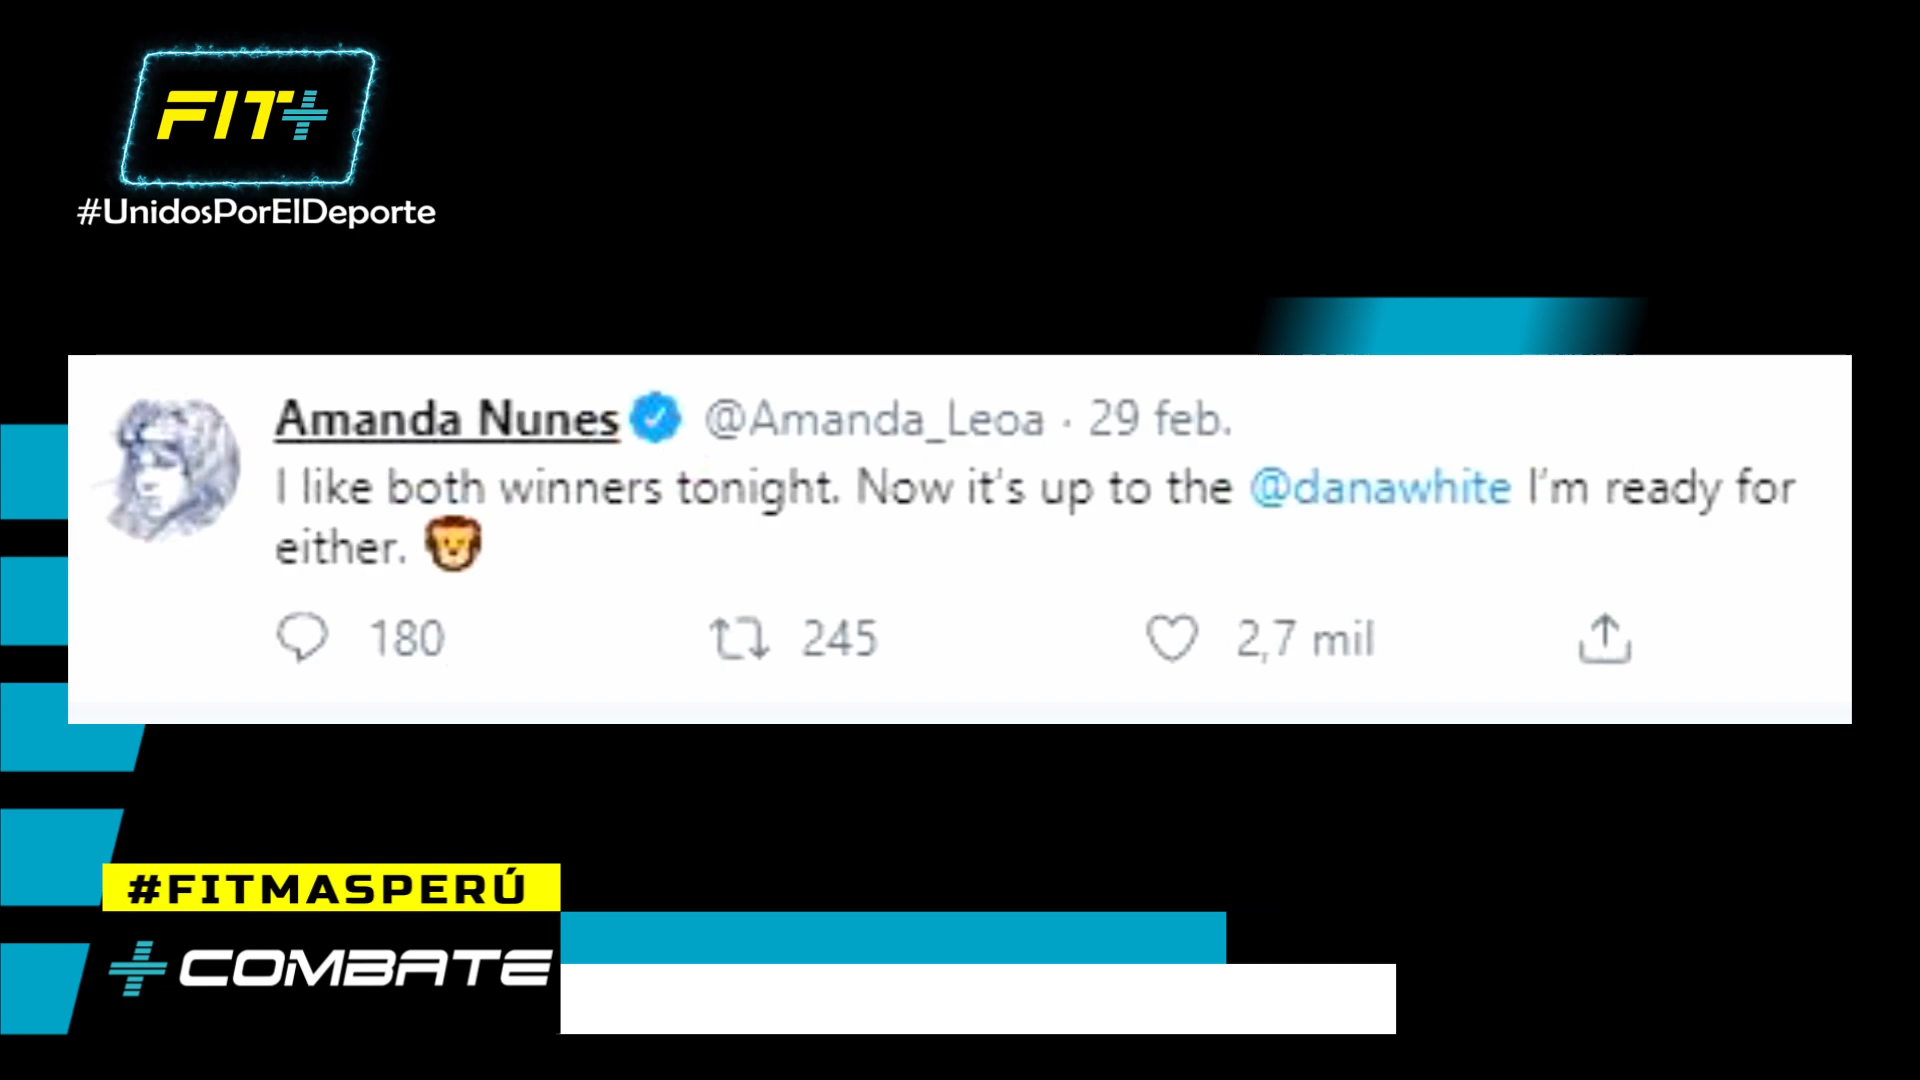 FIT+
#UnidosPorElDeporte
Amanda Nunes @Amanda_Leoa · 29 feb.
I like both winners tonight. Now it's up to the @danawhite I'm ready for
either. 🦁
180 245 2,7 mil
#FITMASPERÚ
+COMBATE